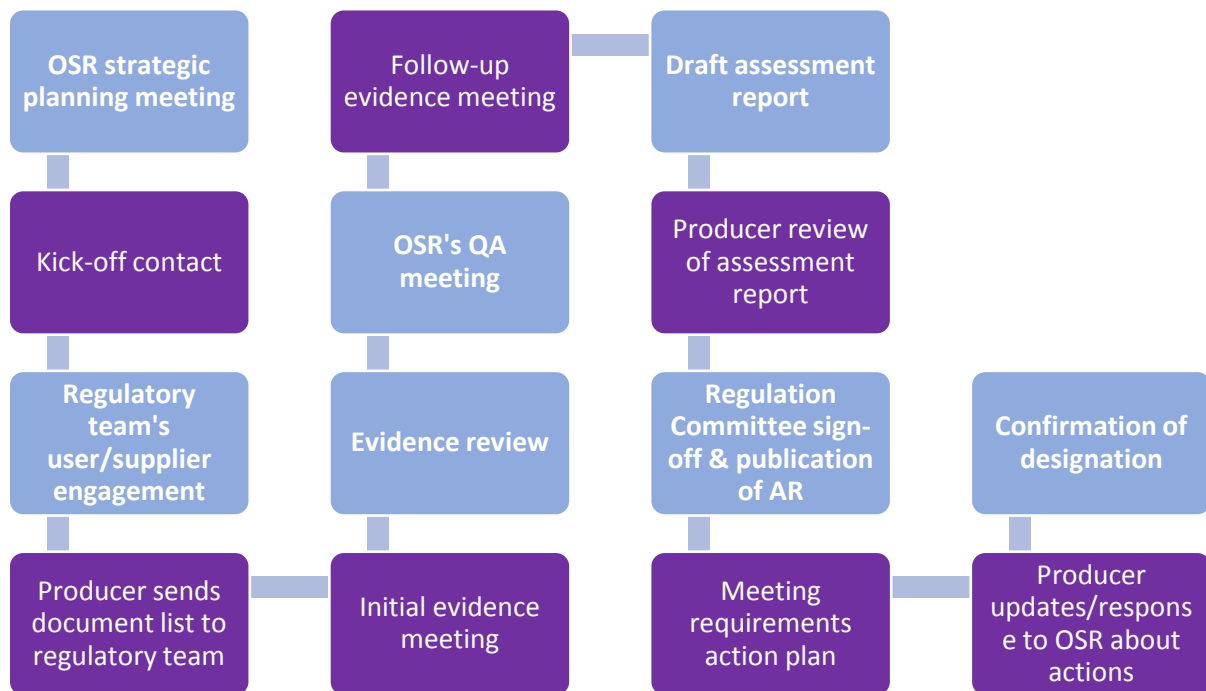 OSR strategic
planning meeting
Kick-off contact
Regulatory
team's
user/supplier
engagement
Producer sends
document list to
regulatory team
Initial evidence
meeting
Evidence review
OSR's QA
meeting
Follow-up
evidence meeting
Draft assessment
report
Producer review
of assessment
report
Regulation
Committee sign-
off & publication
of AR
Meeting
requirements
action plan
Producer
updates/respons
e to OSR about
actions
Confirmation of
designation